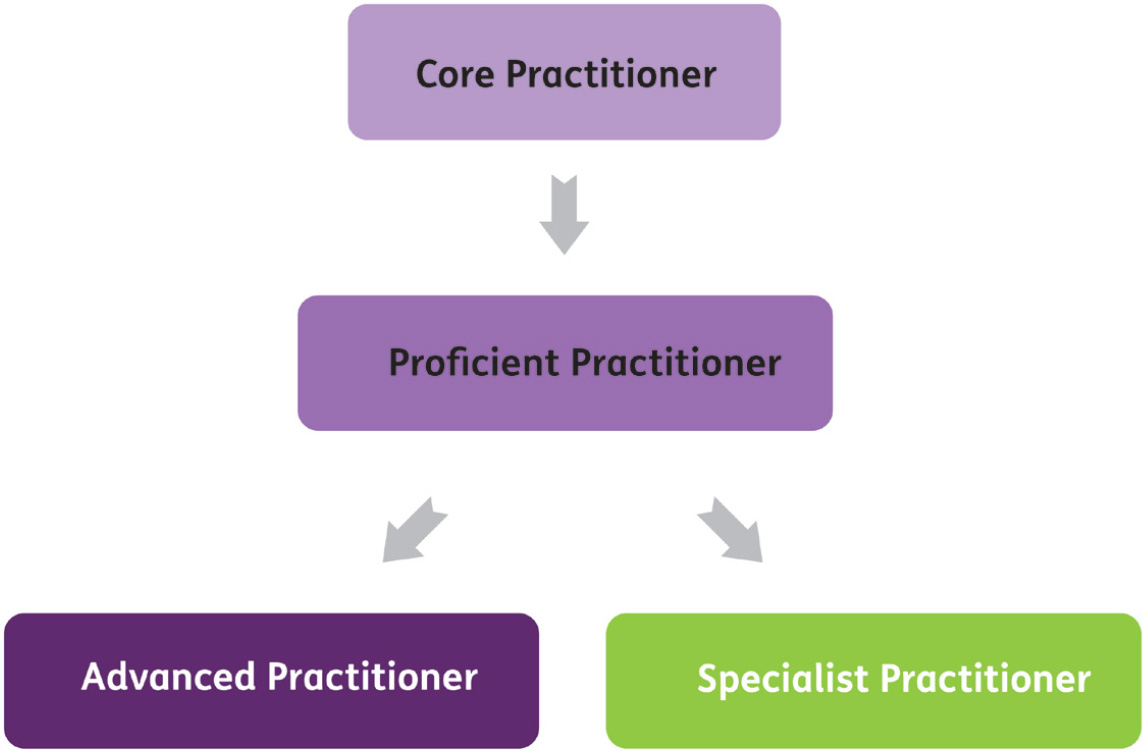 Core Practitioner
Proficient Practitioner
Advanced Practitioner
Specialist Practitioner